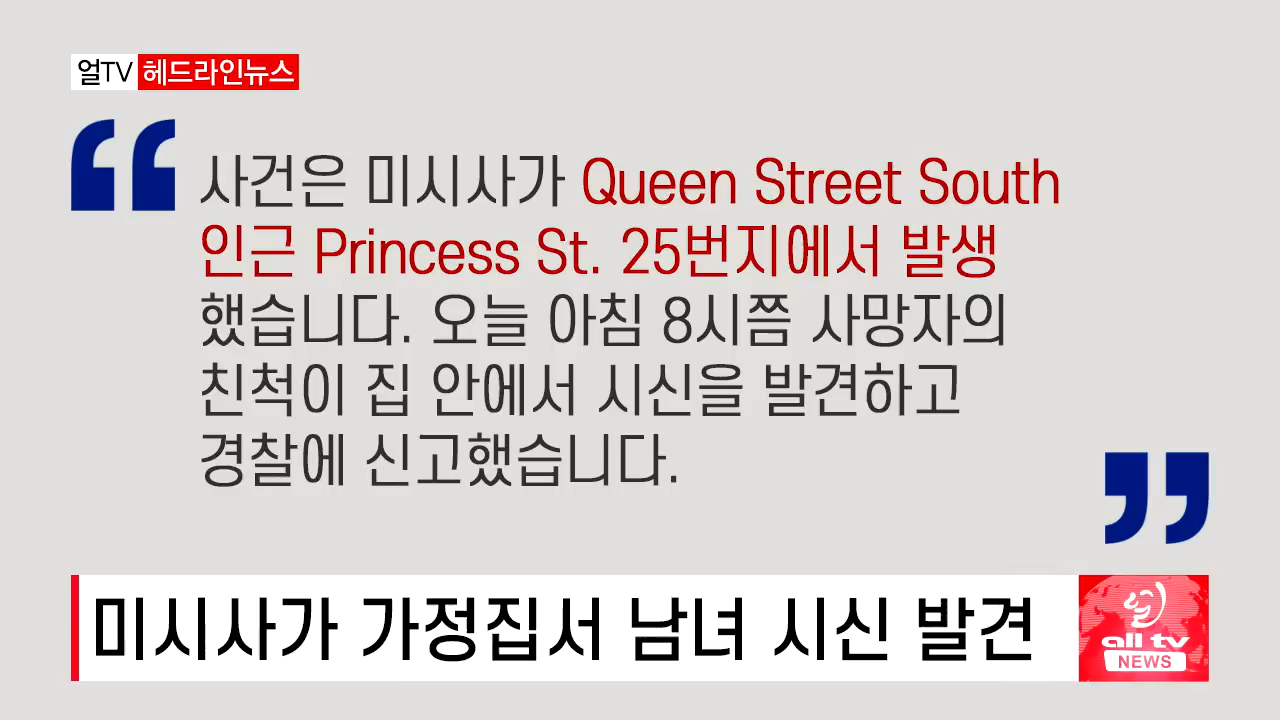 얼TV 헤드라인뉴스
사건은 미시사가 Queen Street South
인근 Princess St. 25번지에서 발생
했습니다. 오늘 아침 8시쯤 사망자의
친척이 집 안에서 시신을 발견하고
경찰에 신고했습니다.
미시사가 가정집서 남녀 시신 발견
all tv
NEWS